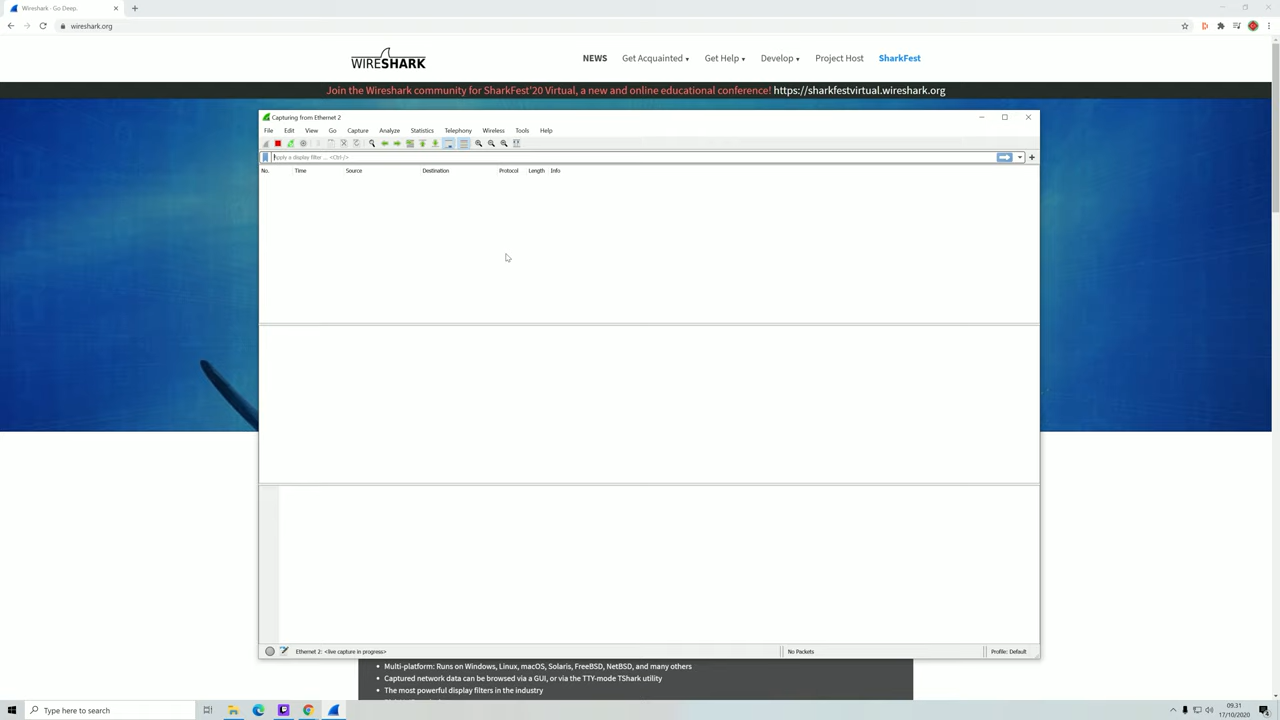 Wireshark · Go Deep.
wireshark.org
WIRESHARK
NEWS Get Acquainted Get Help Develop Project Host SharkFest
Join the Wireshark community for SharkFest'20 Virtual, a new and online educational conference! https://sharkfestvirtual.wireshark.org
Capturing from Ethernet 2
File Edit View Go Capture Analyze Statistics Telephony Wireless Tools Help
Apply a display filter ... <Ctrl-/>
No. Time Source Destination Protocol Length Info
Ethernet 2: <live capture in progress> No Packets Profile: Default
Multi-platform: Runs on Windows, Linux, macOS, Solaris, FreeBSD, NetBSD, and many others
Captured network data can be browsed via a GUI, or via the TTY-mode TShark utility
The most powerful display filters in the industry
Type here to search
09.31
17/10/2020